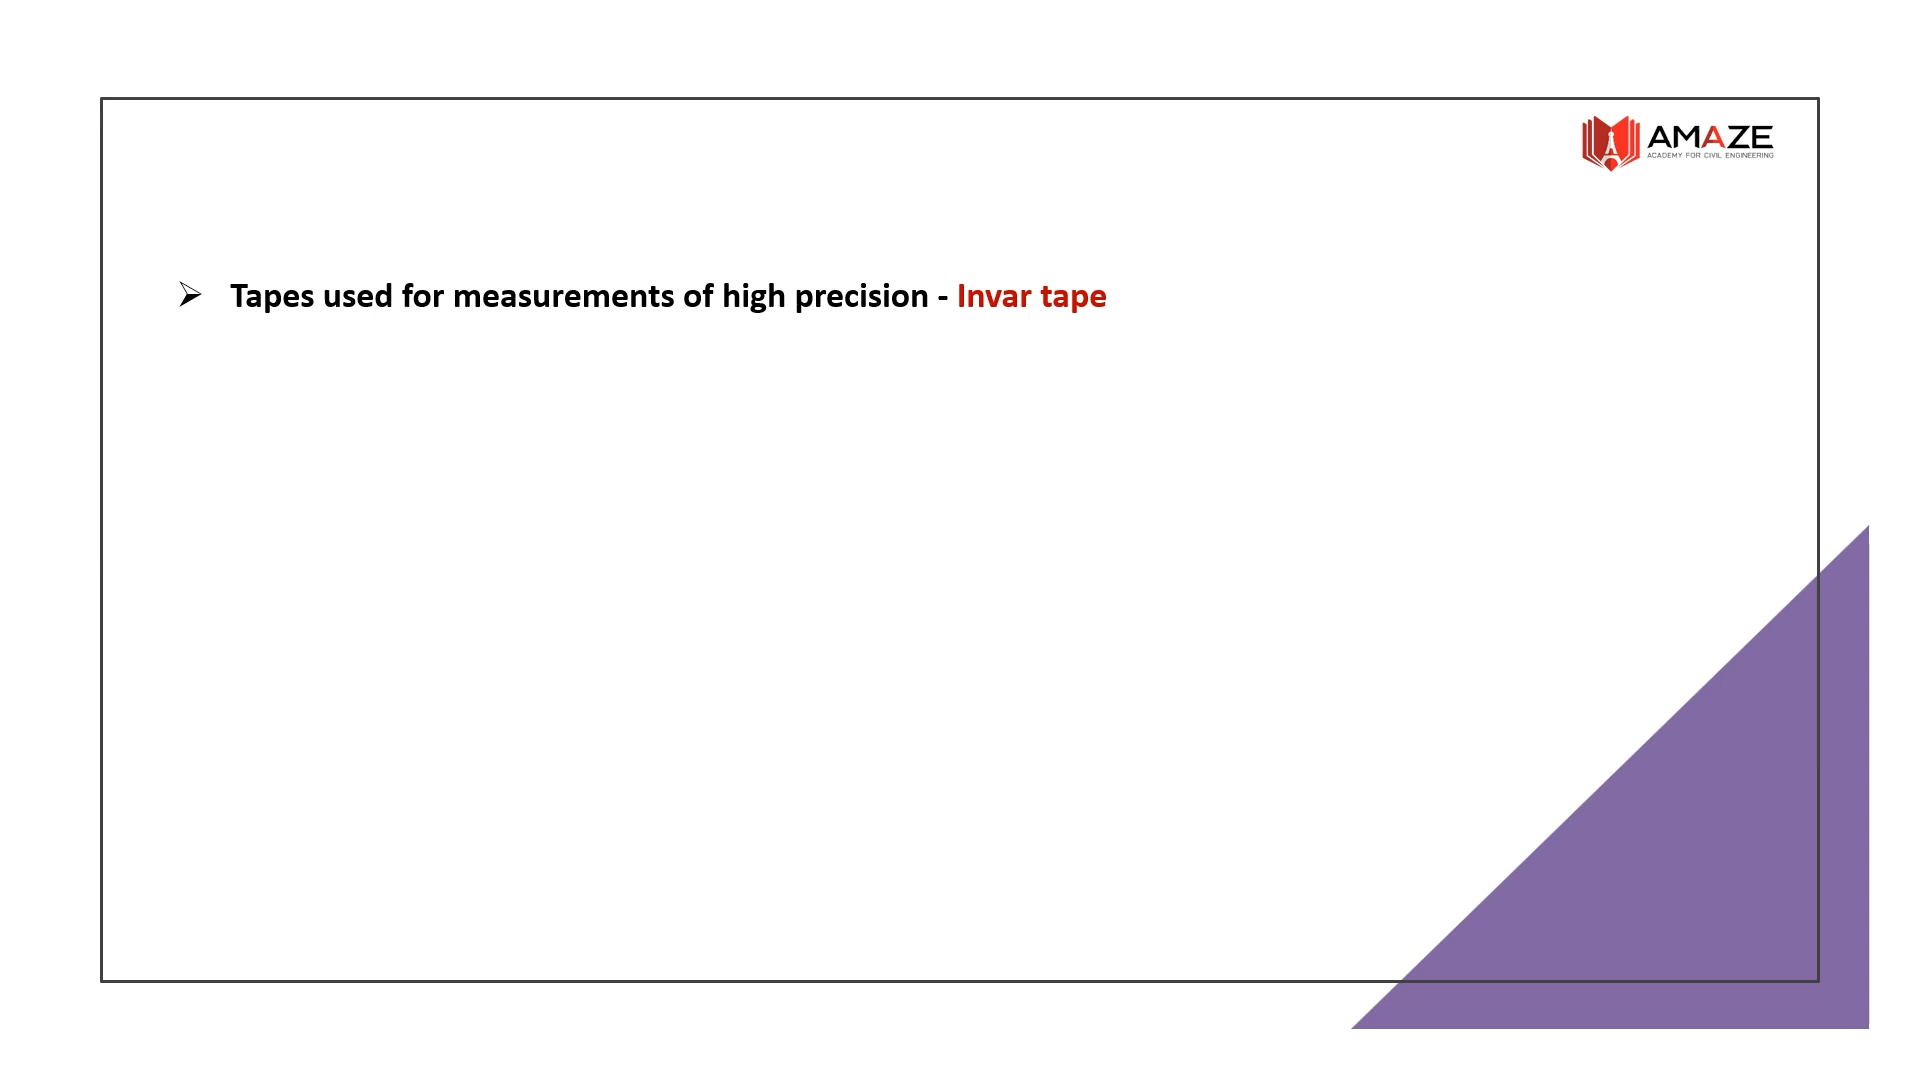 AMAZE
ACADEMY FOR CIVIL ENGINEERING
➢ Tapes used for measurements of high precision - Invar tape